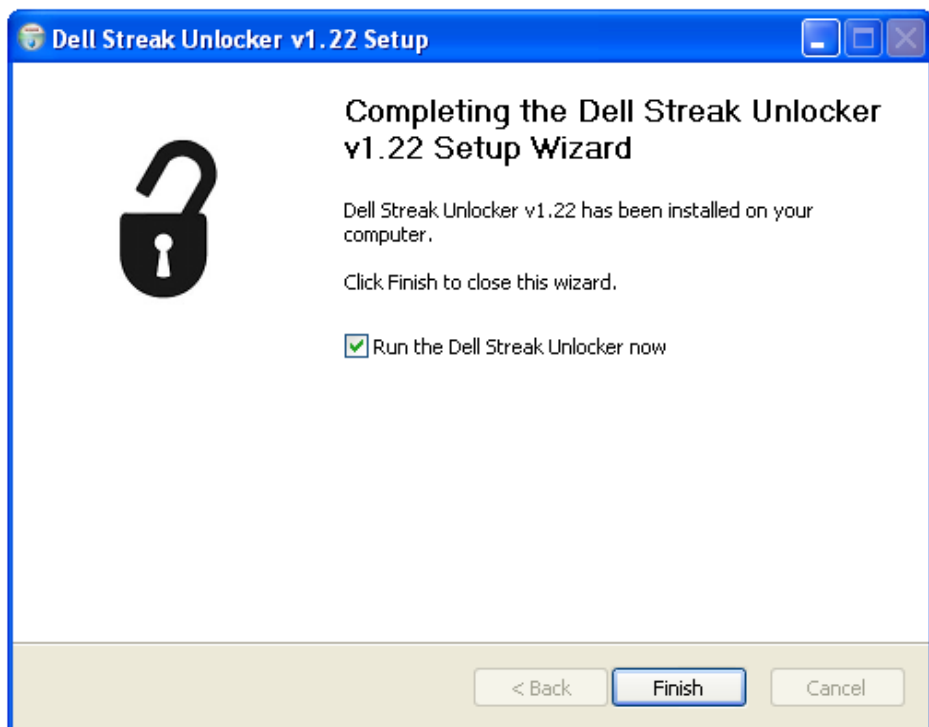 Dell Streak Unlocker v1.22 Setup
Completing the Dell Streak Unlocker
v1.22 Setup Wizard
Dell Streak Unlocker v1.22 has been installed on your
computer.
Click Finish to close this wizard.
Run the Dell Streak Unlocker now
< Back Finish Cancel